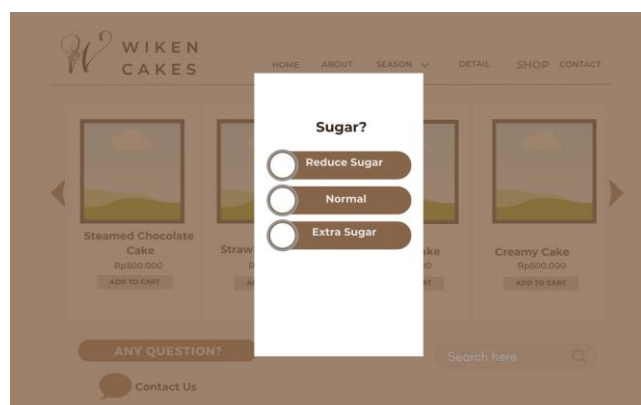 WIKEN
CAKES
HOME ABOUT SEASON DETAIL SHOP CONTACT
Sugar?
Reduce Sugar
Normal
Extra Sugar
Steamed Chocolate
Cake
Rp500.000
ADD TO CART
Creamy Cake
Rp500.000
ADD TO CART
ANY QUESTION?
Search here
Contact Us